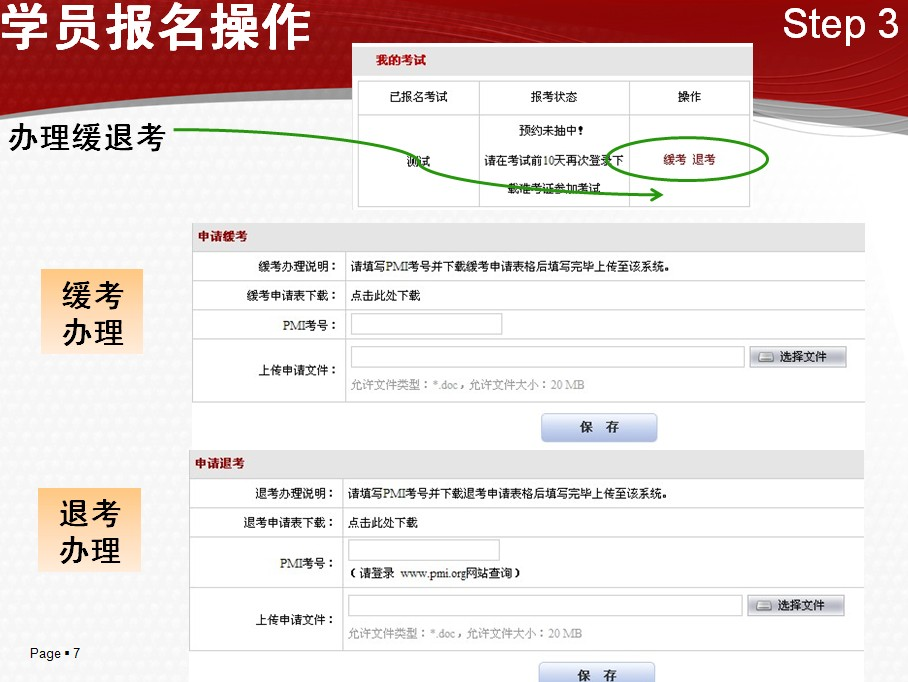 学员报名操作
Step 3
我的考试
已报名考试 报考状态 操作
办理缓退考
预约未抽中!
测试 请在考试前10天再次登录下 缓考 退考
载准考证参加考试
申请缓考
缓考办理说明： 请填写PMI考号并下载缓考申请表格后填写完毕上传至该系统。
缓考申请表下载： 点击此处下载
缓考
办理
PMI考号：
上传申请文件： 选择文件
允许文件类型：*.doc，允许文件大小：20 MB
保 存
申请退考
退考办理说明： 请填写PMI考号并下载退考申请表格后填写完毕上传至该系统。
退考申请表下载： 点击此处下载
退考
办理
PMI考号：
（请登录 www.pmi.org网站查询）
上传申请文件： 选择文件
允许文件类型：*.doc，允许文件大小：20 MB
保 存
Page ▪ 7